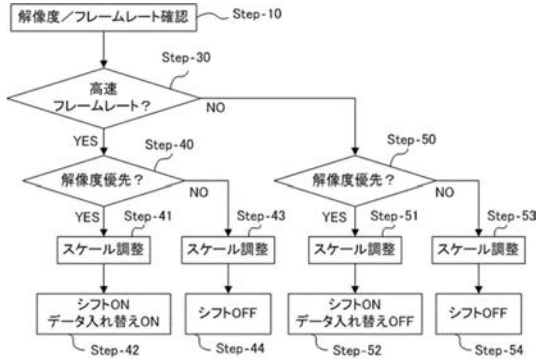 解像度／フレームレート確認
Step-10
Step-30
高速
フレームレート？
NO
YES
Step-40
Step-50
解像度優先？
解像度優先？
NO
NO
YES
YES
Step-41
Step-43
Step-51
Step-53
スケール調整
スケール調整
スケール調整
スケール調整
シフトON
データ入れ替えON
シフトOFF
シフトON
データ入れ替えOFF
シフトOFF
Step-42
Step-44
Step-52
Step-54